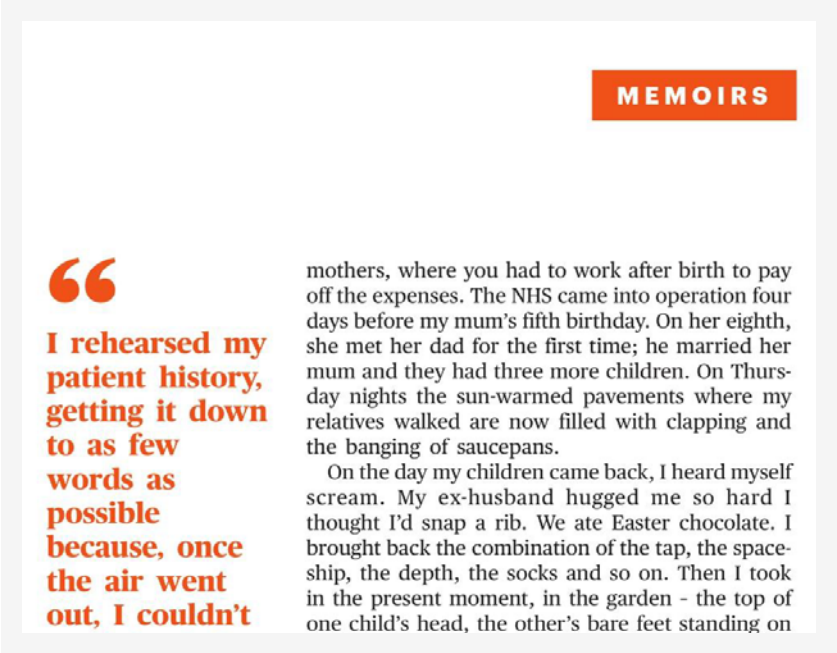 MEMOIRS
“
I rehearsed my
patient history,
getting it down
to as few
words as
possible
because, once
the air went
out, I couldn’t
mothers, where you had to work after birth to pay
off the expenses. The NHS came into operation four
days before my mum’s fifth birthday. On her eighth,
she met her dad for the first time; he married her
mum and they had three more children. On Thurs-
day nights the sun-warmed pavements where my
relatives walked are now filled with clapping and
the banging of saucepans.
On the day my children came back, I heard myself
scream. My ex-husband hugged me so hard I
thought I’d snap a rib. We ate Easter chocolate. I
brought back the combination of the tap, the space-
ship, the depth, the socks and so on. Then I took
in the present moment, in the garden – the top of
one child’s head, the other’s bare feet standing on